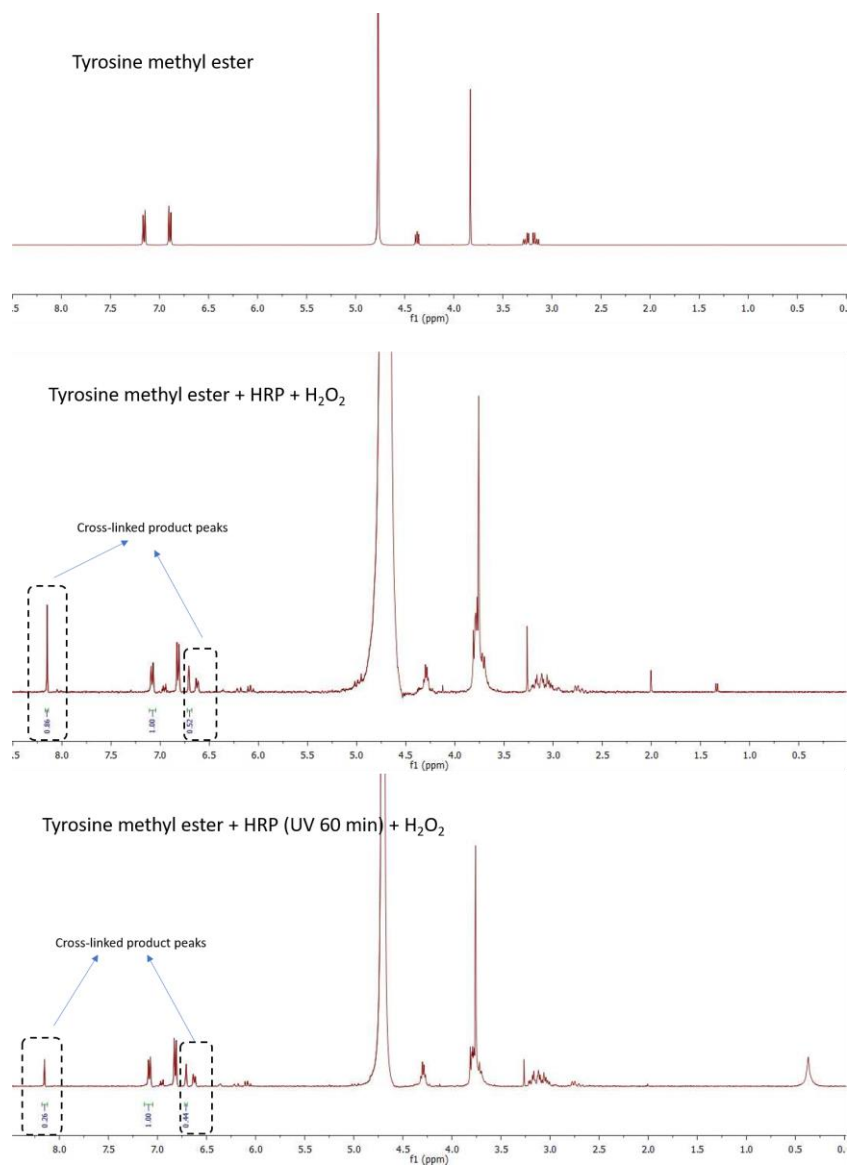 Tyrosine methyl ester
.5 8.0 7.5 7.0 6.5 6.0 5.5 5.0 4.5 4.0 3.5 3.0 2.5 2.0 1.5 1.0 0.5 0.
f1 (ppm)
Tyrosine methyl ester + HRP + H₂O₂
Cross-linked product peaks
0.86 1.00 0.52
.5 8.0 7.5 7.0 6.5 6.0 5.5 5.0 4.5 4.0 3.5 3.0 2.5 2.0 1.5 1.0 0.5
f1 (ppm)
Tyrosine methyl ester + HRP (UV 60 min) + H₂O₂
Cross-linked product peaks
0.26 1.00 0.44
8.0 7.5 7.0 6.5 6.0 5.5 5.0 4.5 4.0 3.5 3.0 2.5 2.0 1.5 1.0 0.5 0.
f1 (ppm)